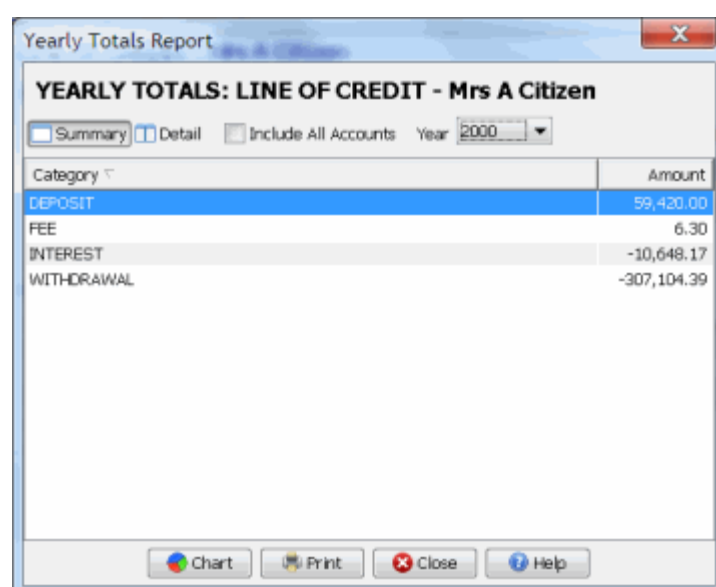 Yearly Totals Report
YEARLY TOTALS: LINE OF CREDIT - Mrs A Citizen
Summary Detail Include All Accounts Year 2000
Category Amount
DEPOSIT 59,420.00
FEE 6.30
INTEREST -10,648.17
WITHDRAWAL -307,104.39
Chart Print Close Help